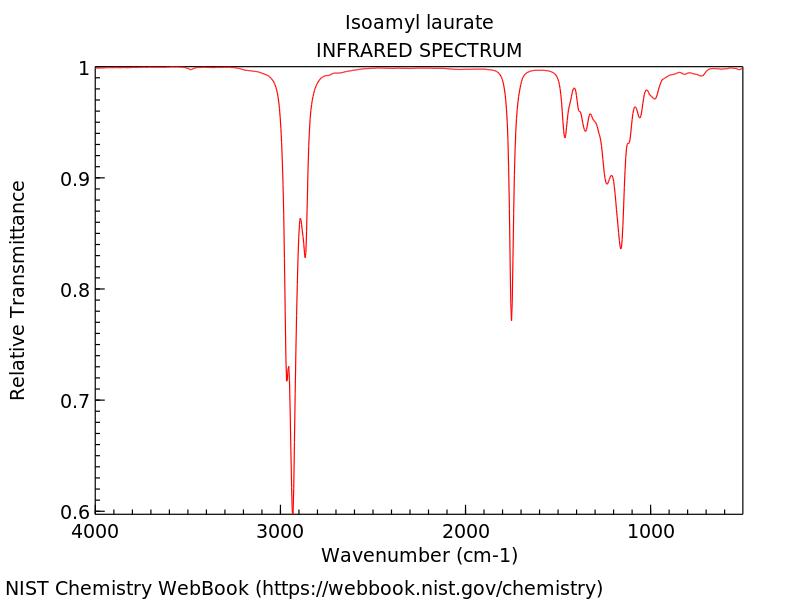 Isoamyl laurate
INFRARED SPECTRUM
1
0.9
0.8
0.7
0.6
Relative Transmittance
4000 3000 2000 1000
Wavenumber (cm-1)
NIST Chemistry WebBook (https://webbook.nist.gov/chemistry)